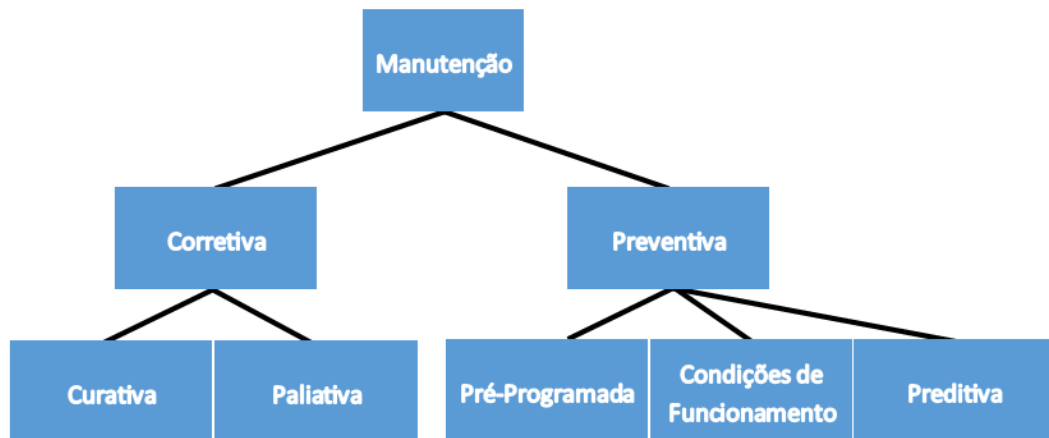 Manutenção
Corretiva
Preventiva
Curativa
Paliativa
Pré-Programada
Condições de
Funcionamento
Preditiva